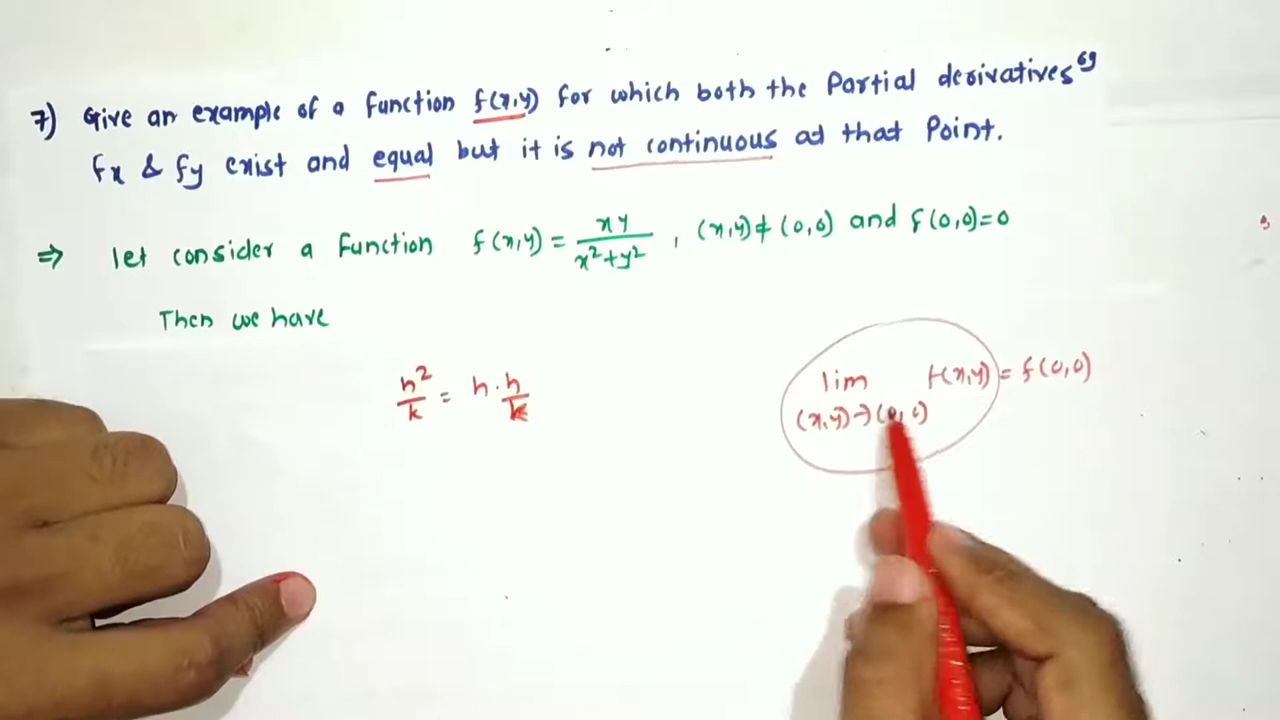 7) Give an example of a function f(x,y) for which both the Partial derivatives
fx & fy exist and equal but it is not continuous at that Point.
⇒ let consider a function f(x,y) = xy/x²+y² , (x,y) ≠ (0,0) and f(0,0)=0
Then we have
h²/k = h · h/k
lim f(x,y) = f(0,0)
(x,y)→(0,0)